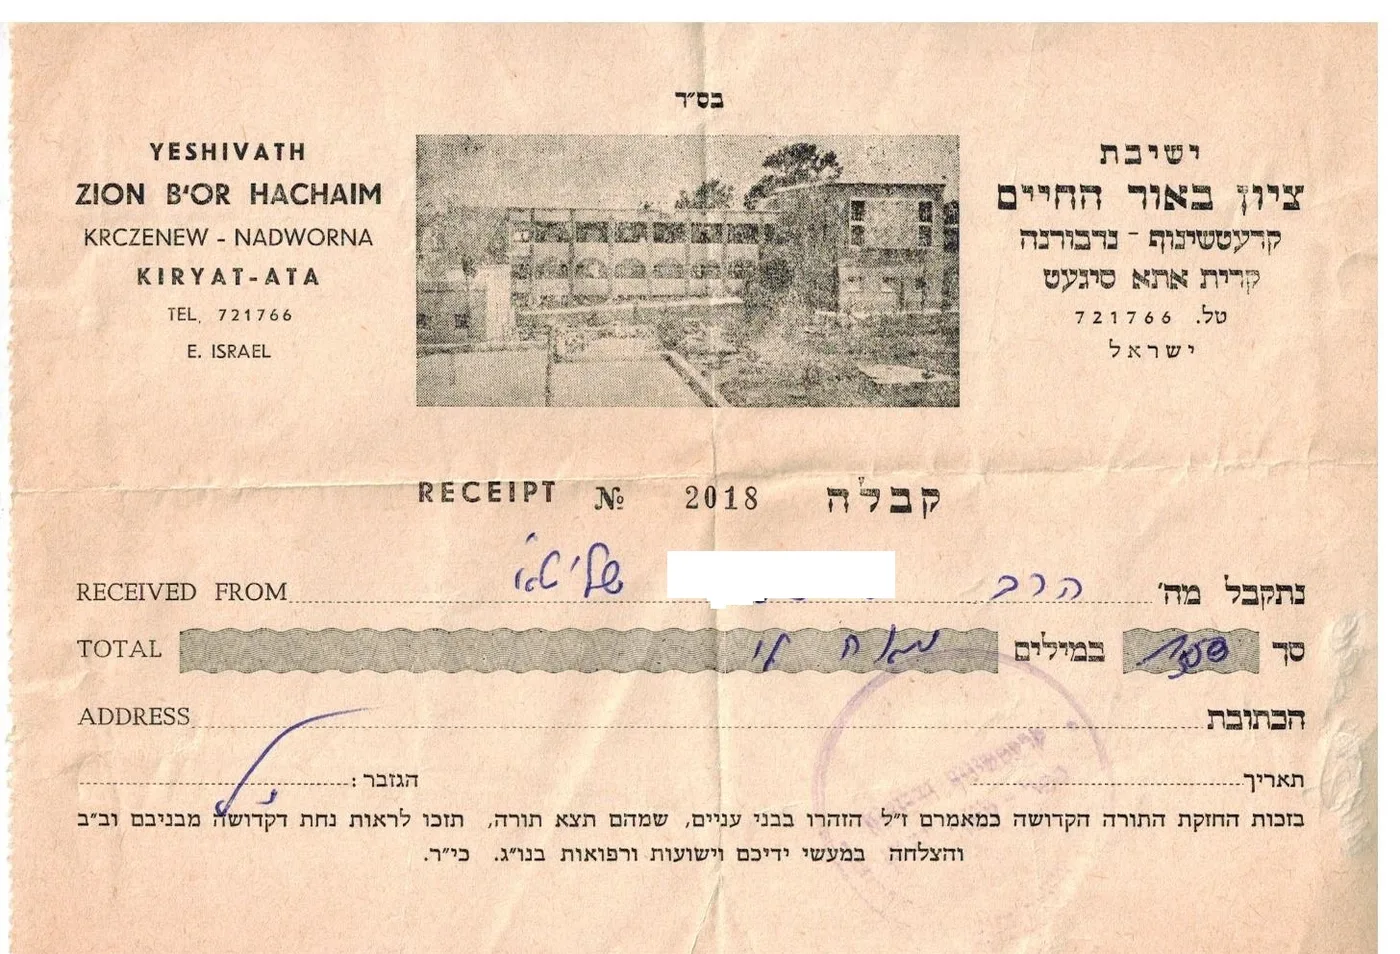 בס״ד
YESHIVATH
ZION B'OR HACHAIM
KRCZENEW - NADWORNA
KIRYAT-ATA
TEL. 721766
E. ISRAEL
ישיבת
ציון באור החיים
קרעטשינוף - נדבורנה
קרית אתא סיגעט
טל. 721766
ישראל
RECEIPT № 2018 קבלה
RECEIVED FROM נתקבל מה' הרב שליט״א
TOTAL סך במילים מאה
ADDRESS הכתובת
תאריך הגזבר:
בזכות החזקת התורה הקדושה כמאמרם ז״ל הזהרו בבני עניים, שמהם תצא תורה, תזכו לראות נחת דקדושה מבניכם וב״ב
והצלחה במעשי ידיכם וישועות ורפואות בנו״ג. כי״ר.